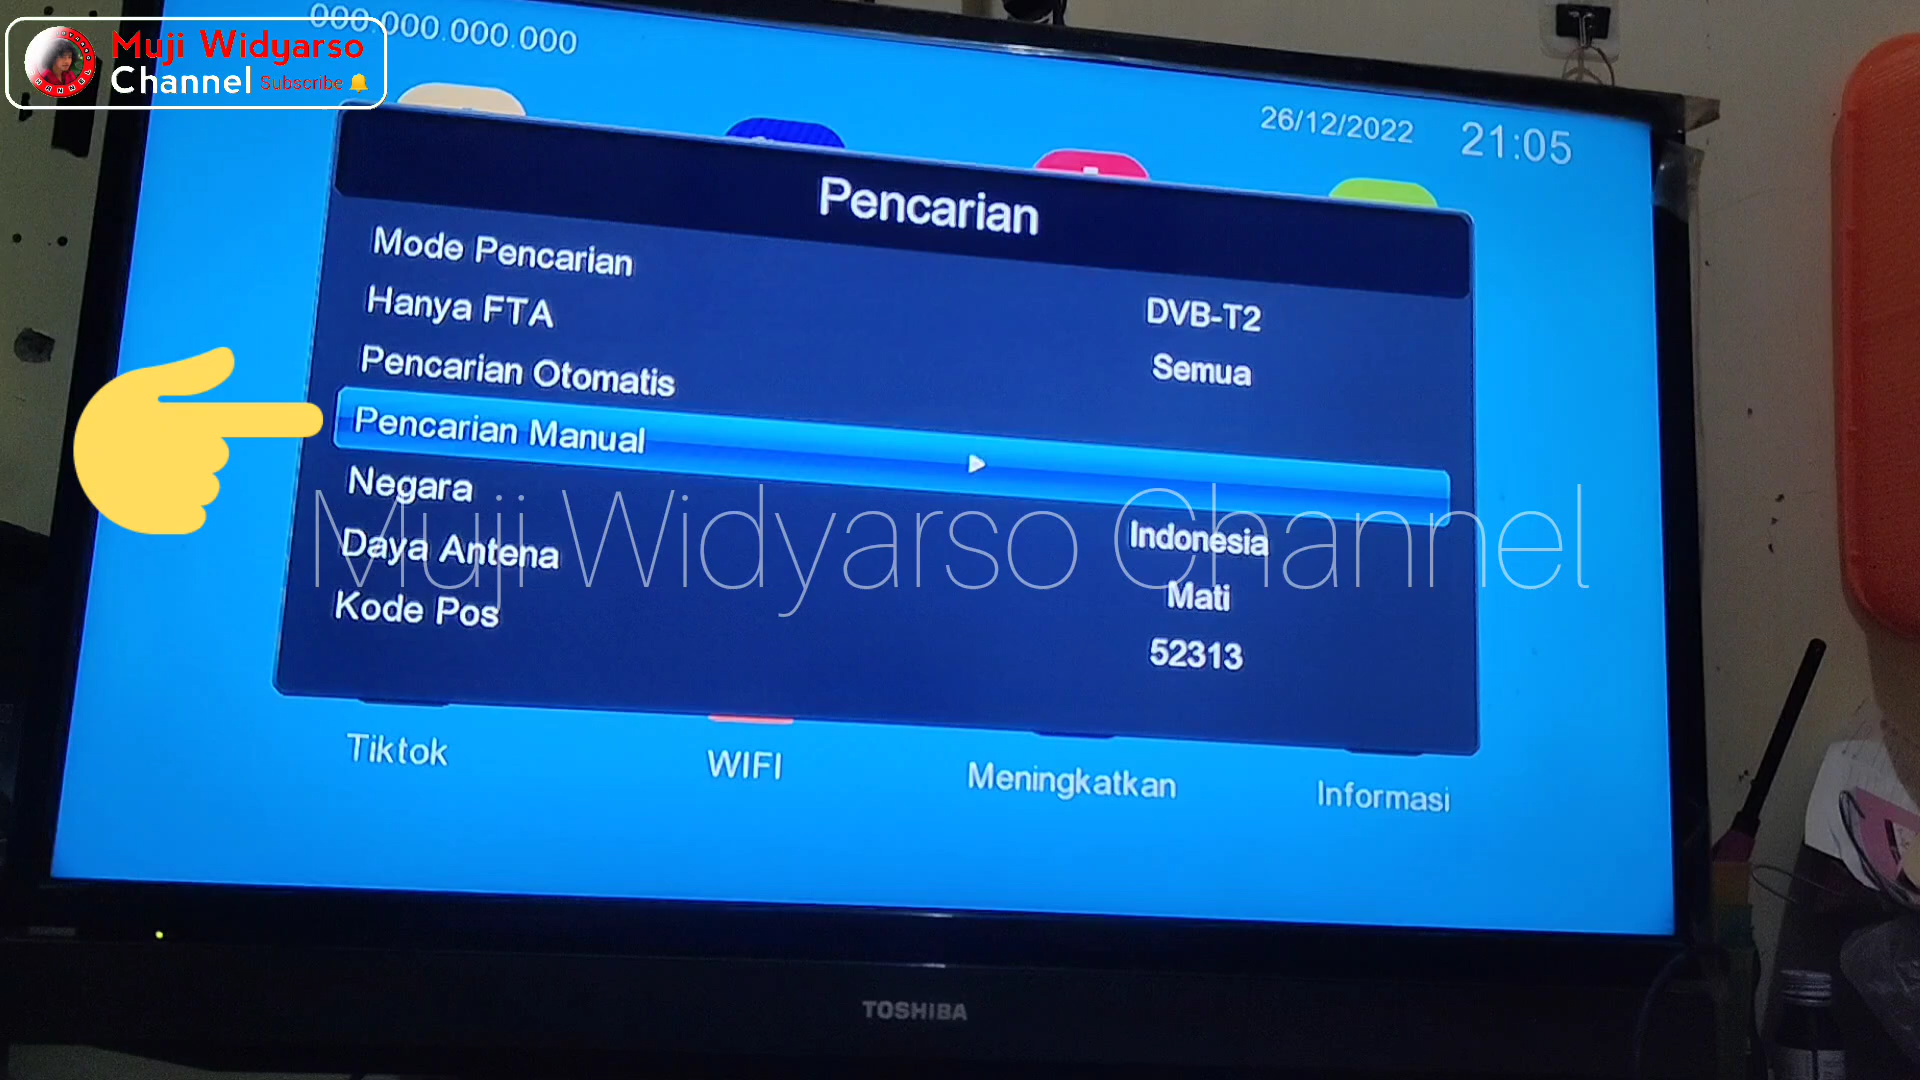 000.000.000.000
Muji Widyarso
Channel Subscribe
26/12/2022 21:05
Pencarian
Mode Pencarian DVB-T2
Hanya FTA Semua
Pencarian Otomatis
Pencarian Manual
Negara Indonesia
Daya Antena Mati
Kode Pos 52313
Muji Widyarso Channel
Tiktok WIFI Meningkatkan Informasi
TOSHIBA